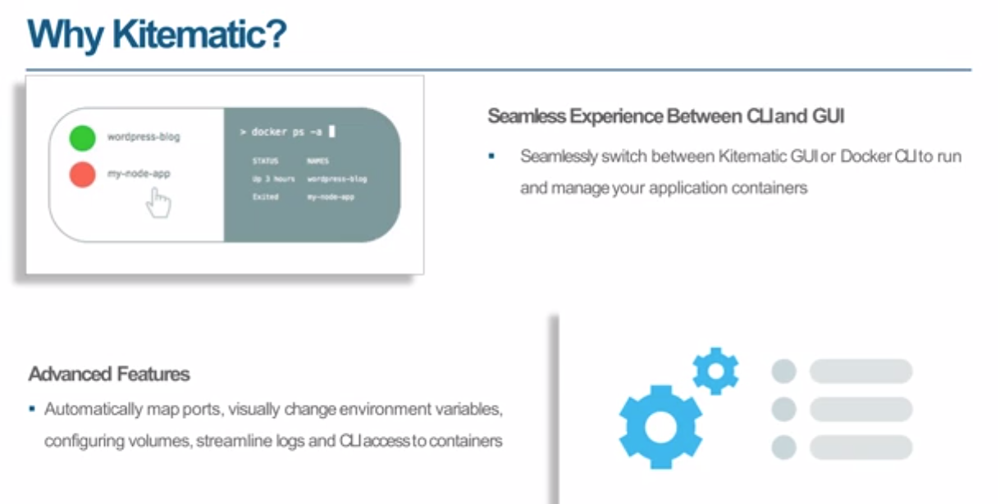 Why Kitematic?
wordpress-blog
my-node-app
> docker ps -a
STATUS NAMES
Up 3 hours wordpress-blog
Exited my-node-app
Seamless Experience Between CLI and GUI
▪ Seamlessly switch between Kitematic GUI or Docker CLI to run
and manage your application containers
Advanced Features
▪ Automatically map ports, visually change environment variables,
configuring volumes, streamline logs and CLI access to containers